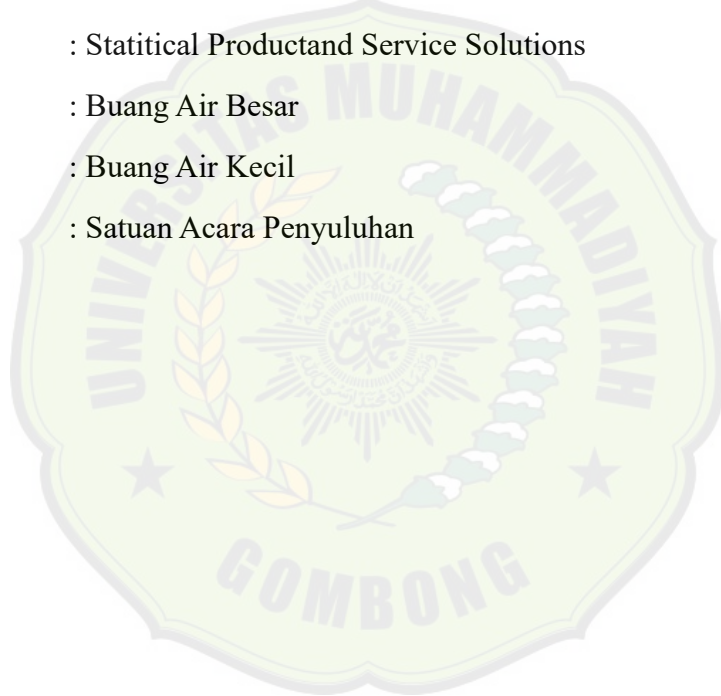 : Statitical Productand Service Solutions
: Buang Air Besar
: Buang Air Kecil
: Satuan Acara Penyuluhan
UNIVERSITAS MUHAMMADIYAH
GOMBONG